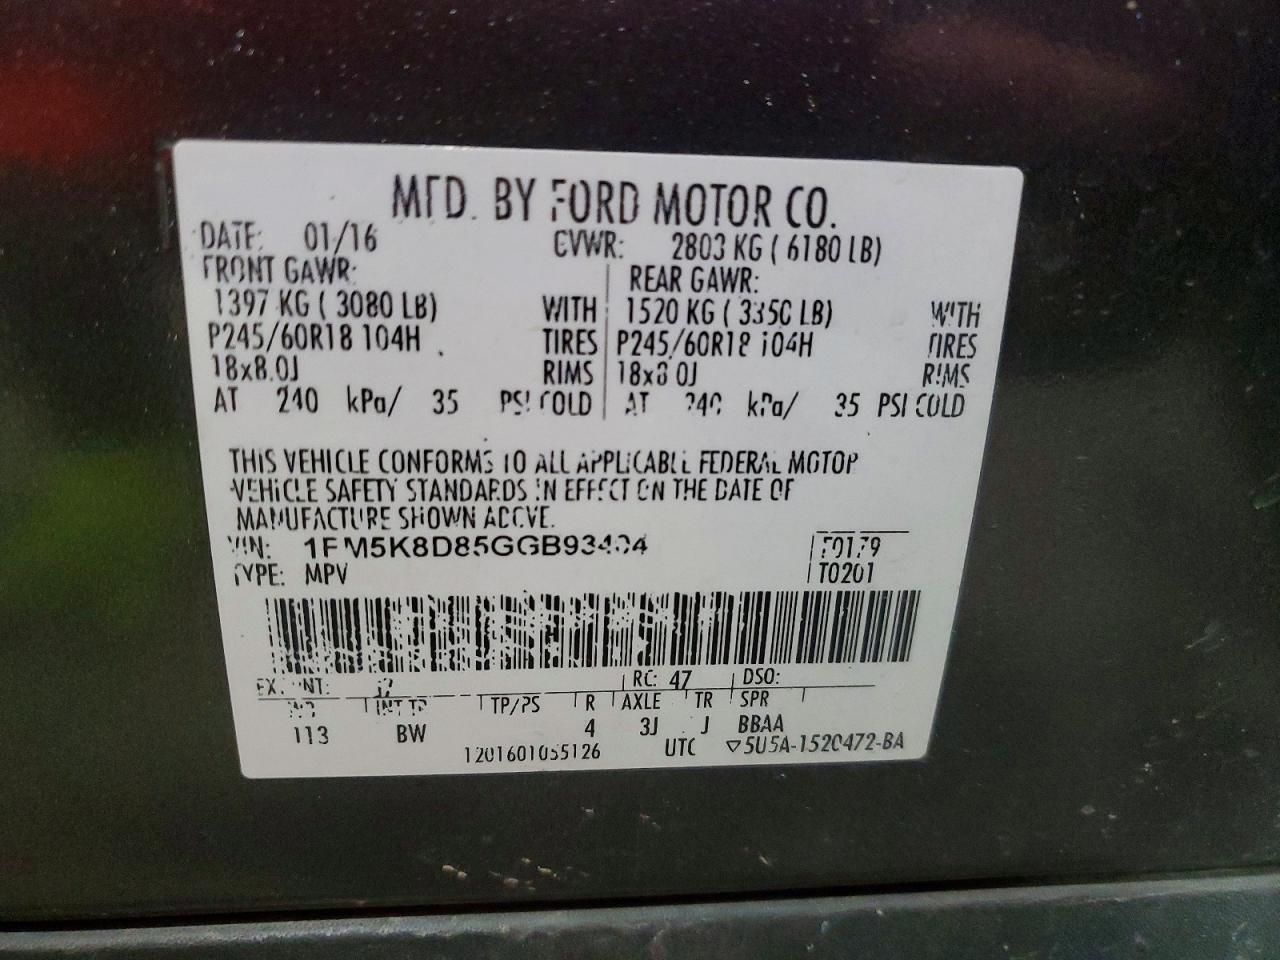 MFD. BY FORD MOTOR CO.
DATE: 01/16 GVWR: 2803 KG ( 6180 LB)
FRONT GAWR: REAR GAWR:
1397 KG ( 3080 LB) WITH 1520 KG ( 3350 LB) WITH
P245/60R18 104H TIRES P245/60R18 104H TIRES
18x8.0J RIMS 18x8.0J RIMS
AT 240 kPa/ 35 PSI COLD AT 240 kPa/ 35 PSI COLD
THIS VEHICLE CONFORMS TO ALL APPLICABLE FEDERAL MOTOR
VEHICLE SAFETY STANDARDS IN EFFECT ON THE DATE OF
MANUFACTURE SHOWN ABOVE.
VIN: F0179
TYPE: MPV T0201
EXT PNT: RC: 47 DSO:
INT TR TP/PS R AXLE TR SPR
113 BW 4 3J J BBAA
1201601055126 UTC ▽5U5A-1520472-BA